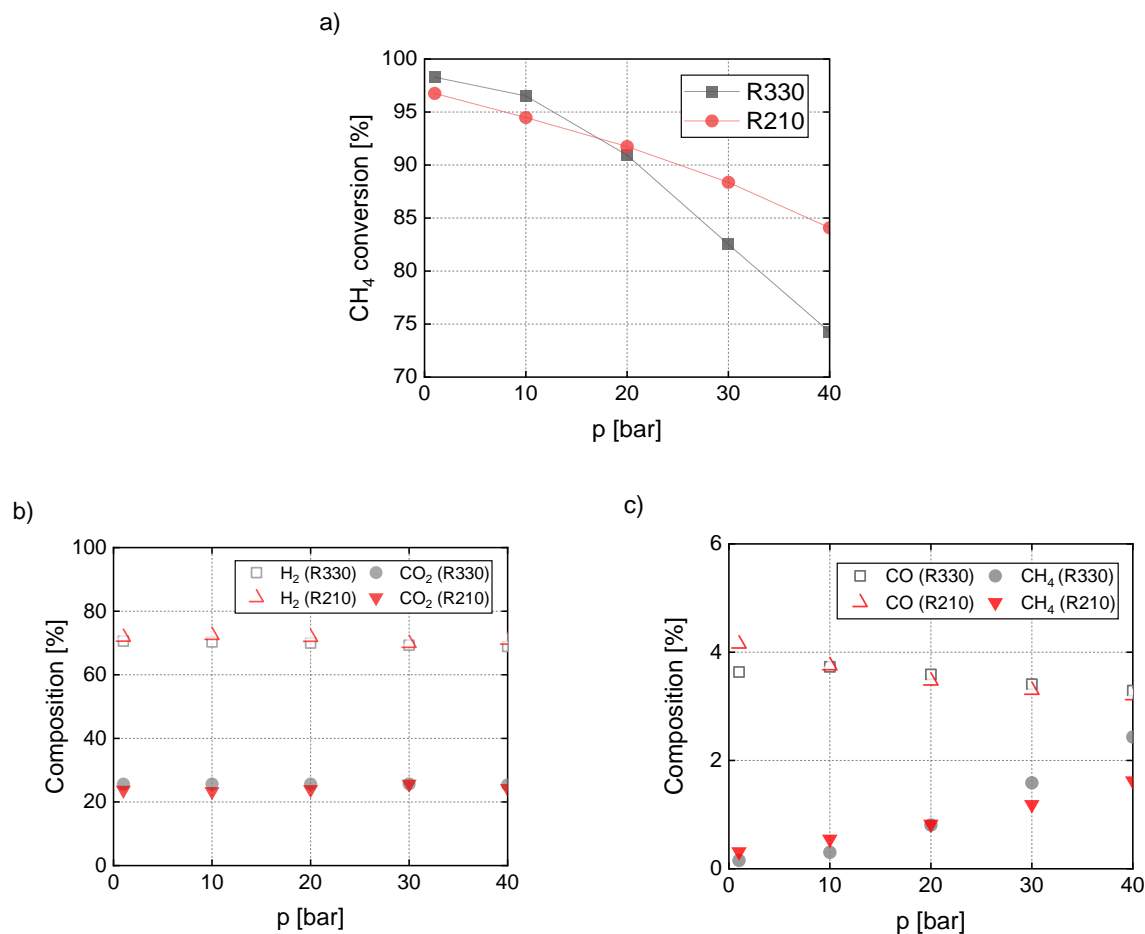 a)
100
95
90
85
80
75
70
0 10 20 30 40
CH₄ conversion [%]
p [bar]
R330
R210
b)
100
80
60
40
20
0
0 10 20 30 40
Composition [%]
p [bar]
H₂ (R330) CO₂ (R330)
H₂ (R210) CO₂ (R210)
c)
6
4
2
0
0 10 20 30 40
Composition [%]
p [bar]
CO (R330) CH₄ (R330)
CO (R210) CH₄ (R210)